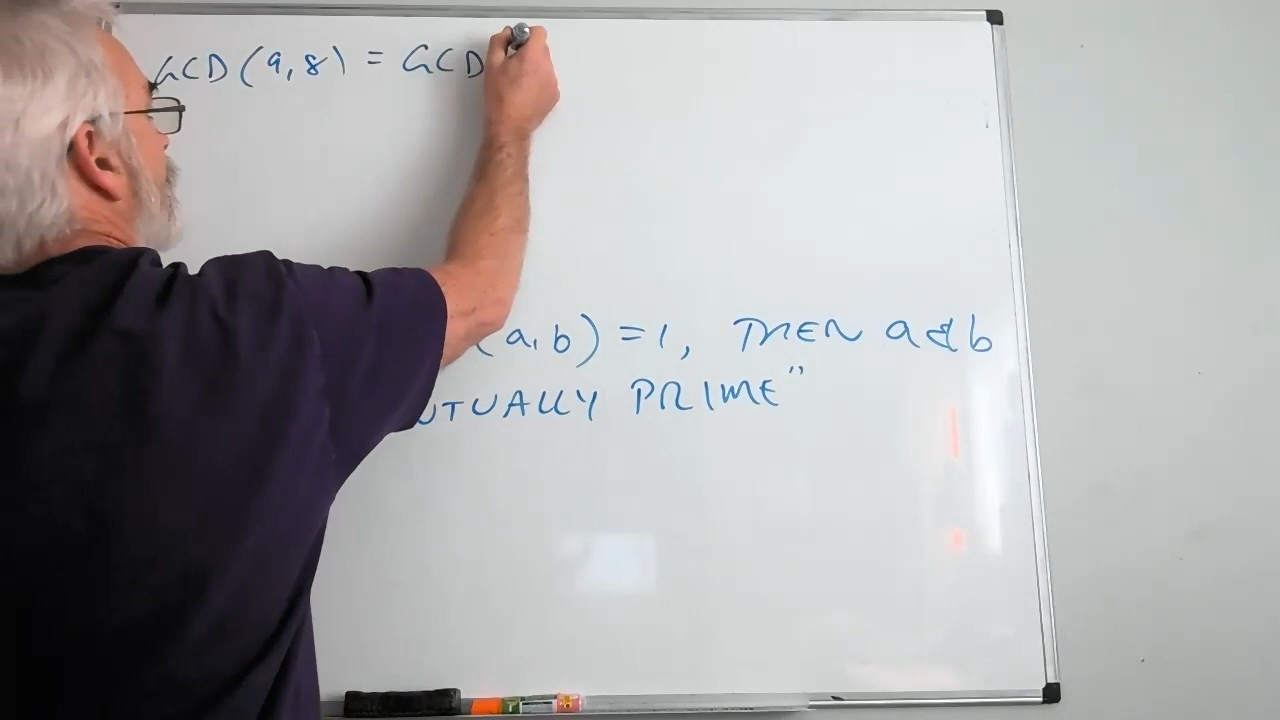 GCD(9,8) = GCD
(a,b) = 1, THEN a & b
UTUALLY PRIME"